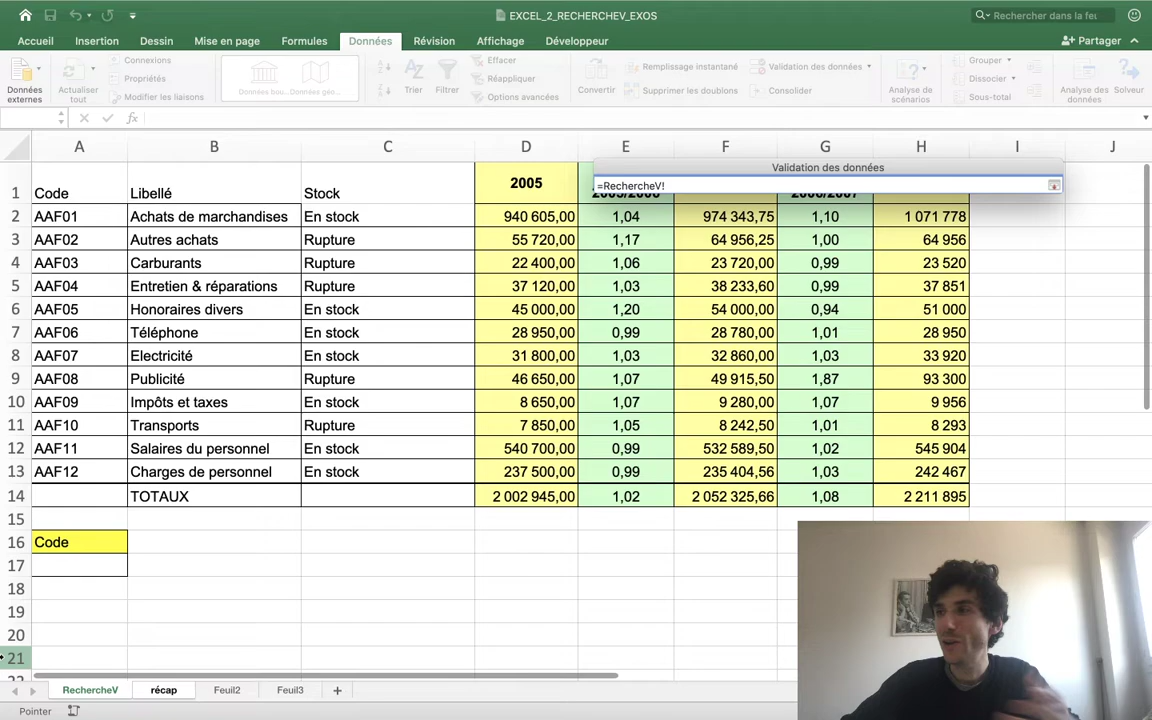 EXCEL_2_RECHERCHEV_EXOS
Rechercher dans la feu
Accueil Insertion Dessin Mise en page Formules Données Révision Affichage Développeur
Partager
Données externes
Actualiser tout
Connexions
Propriétés
Modifier les liaisons
Données bou... Données géo...
Trier
Filtrer
Effacer
Réappliquer
Options avancées
Convertir
Remplissage instantané
Supprimer les doublons
Validation des données
Consolider
Analyse de scénarios
Grouper
Dissocier
Sous-total
Analyse des données
Solveur
fx
A B C D E F G H I J
Validation des données
=RechercheV!
1 Code Libellé Stock 2005
2 AAF01 Achats de marchandises En stock 940 605,00 1,04 974 343,75 1,10 1 071 778
3 AAF02 Autres achats Rupture 55 720,00 1,17 64 956,25 1,00 64 956
4 AAF03 Carburants Rupture 22 400,00 1,06 23 720,00 0,99 23 520
5 AAF04 Entretien & réparations Rupture 37 120,00 1,03 38 233,60 0,99 37 851
6 AAF05 Honoraires divers En stock 45 000,00 1,20 54 000,00 0,94 51 000
7 AAF06 Téléphone En stock 28 950,00 0,99 28 780,00 1,01 28 950
8 AAF07 Electricité En stock 31 800,00 1,03 32 860,00 1,03 33 920
9 AAF08 Publicité Rupture 46 650,00 1,07 49 915,50 1,87 93 300
10 AAF09 Impôts et taxes En stock 8 650,00 1,07 9 280,00 1,07 9 956
11 AAF10 Transports Rupture 7 850,00 1,05 8 242,50 1,01 8 293
12 AAF11 Salaires du personnel En stock 540 700,00 0,99 532 589,50 1,02 545 904
13 AAF12 Charges de personnel En stock 237 500,00 0,99 235 404,56 1,03 242 467
14 TOTAUX 2 002 945,00 1,02 2 052 325,66 1,08 2 211 895
15
16 Code
17
18
19
20
21
RechercheV récap Feuil2 Feuil3 +
Pointer